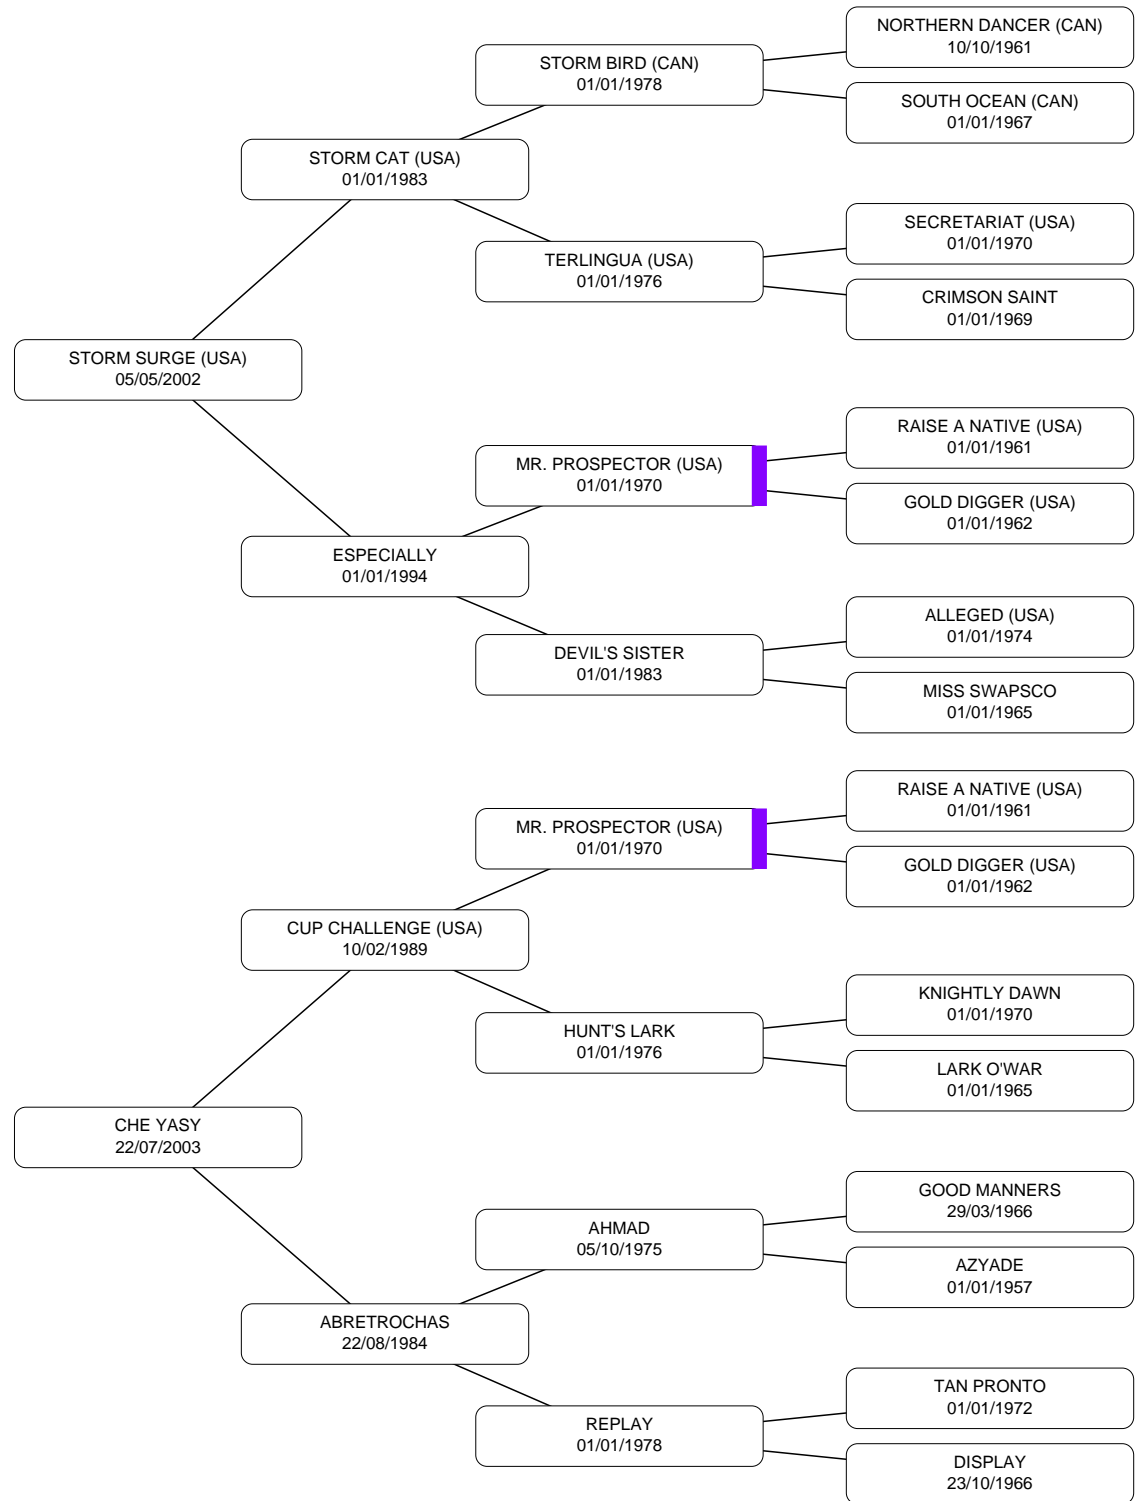 NORTHERN DANCER (CAN)
10/10/1961
STORM BIRD (CAN)
01/01/1978
SOUTH OCEAN (CAN)
01/01/1967
STORM CAT (USA)
01/01/1983
SECRETARIAT (USA)
01/01/1970
TERLINGUA (USA)
01/01/1976
CRIMSON SAINT
01/01/1969
STORM SURGE (USA)
05/05/2002
RAISE A NATIVE (USA)
01/01/1961
MR. PROSPECTOR (USA)
01/01/1970
GOLD DIGGER (USA)
01/01/1962
ESPECIALLY
01/01/1994
ALLEGED (USA)
01/01/1974
DEVIL'S SISTER
01/01/1983
MISS SWAPSCO
01/01/1965
RAISE A NATIVE (USA)
01/01/1961
MR. PROSPECTOR (USA)
01/01/1970
GOLD DIGGER (USA)
01/01/1962
CUP CHALLENGE (USA)
10/02/1989
KNIGHTLY DAWN
01/01/1970
HUNT'S LARK
01/01/1976
LARK O'WAR
01/01/1965
CHE YASY
22/07/2003
GOOD MANNERS
29/03/1966
AHMAD
05/10/1975
AZYADE
01/01/1957
ABRETROCHAS
22/08/1984
TAN PRONTO
01/01/1972
REPLAY
01/01/1978
DISPLAY
23/10/1966